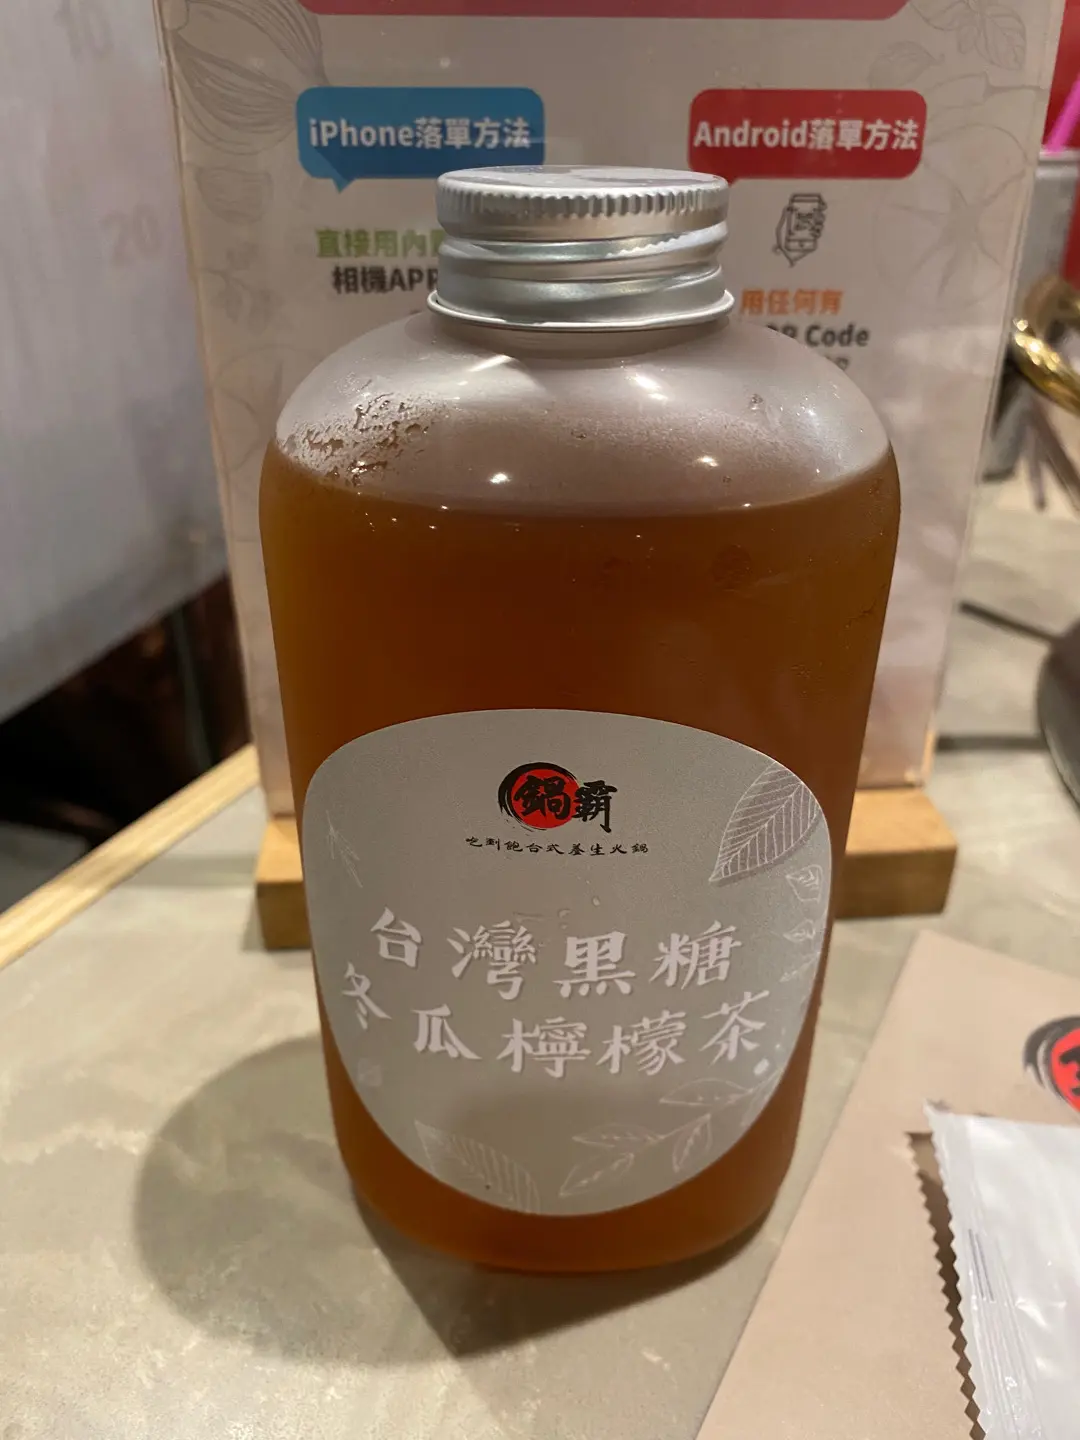 iPhone落單方法
Android落單方法
直接用內
相機APP
用任何有
QR Code
鍋霸
吃到飽台式養生火鍋
台灣黑糖
冬瓜檸檬茶